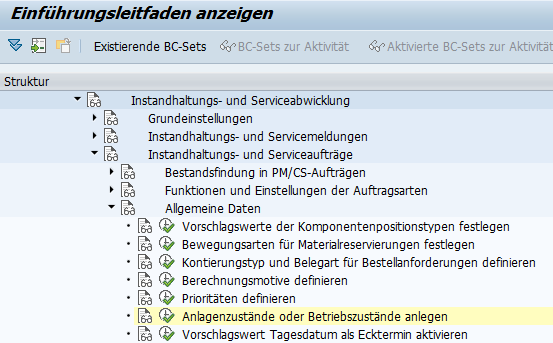 Einführungsleitfaden anzeigen
Existierende BC-Sets BC-Sets zur Aktivität Aktivierte BC-Sets zur Aktivität
Struktur
Instandhaltungs- und Serviceabwicklung
Grundeinstellungen
Instandhaltungs- und Servicemeldungen
Instandhaltungs- und Serviceaufträge
Bestandsfindung in PM/CS-Aufträgen
Funktionen und Einstellungen der Auftragsarten
Allgemeine Daten
Vorschlagswerte der Komponentenpositionstypen festlegen
Bewegungsarten für Materialreservierungen festlegen
Kontierungstyp und Belegart für Bestellanforderungen definieren
Berechnungsmotive definieren
Prioritäten definieren
Anlagenzustände oder Betriebszustände anlegen
Vorschlagswert Tagesdatum als Ecktermin aktivieren